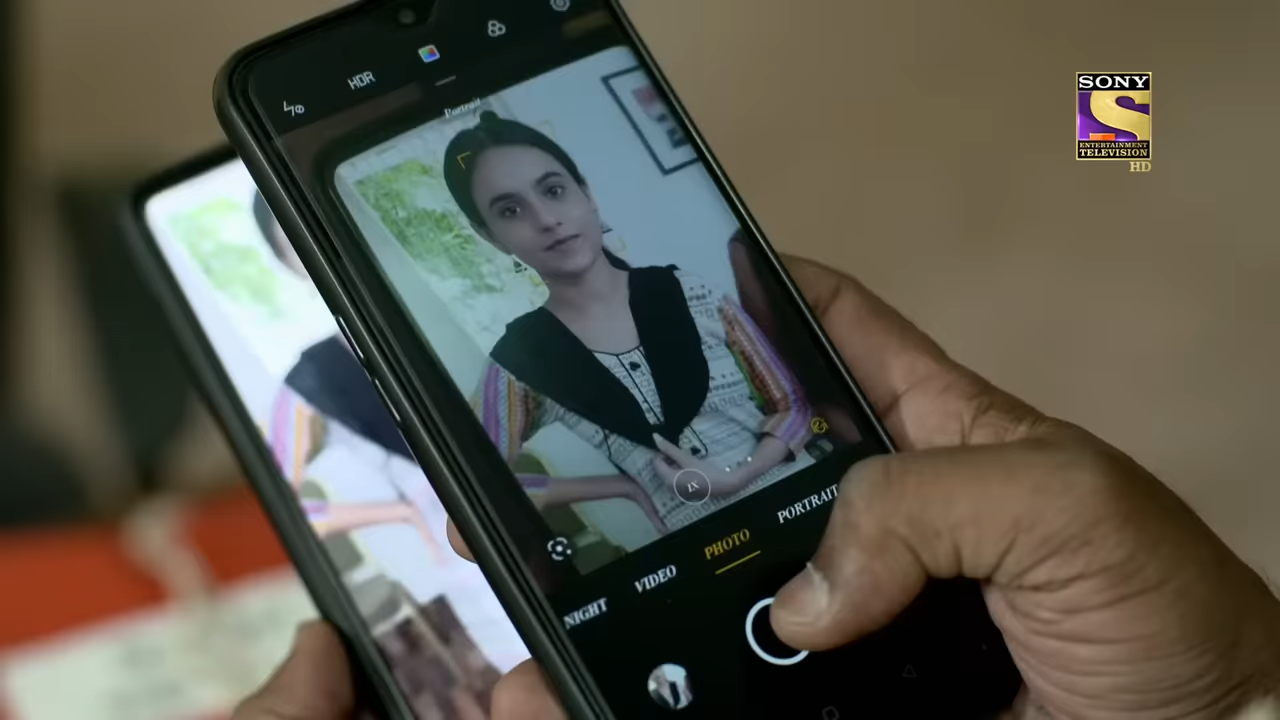 SONY
ENTERTAINMENT
TELEVISION
HD
HDR
Portrait
1X
NIGHT VIDEO PHOTO PORTRAIT